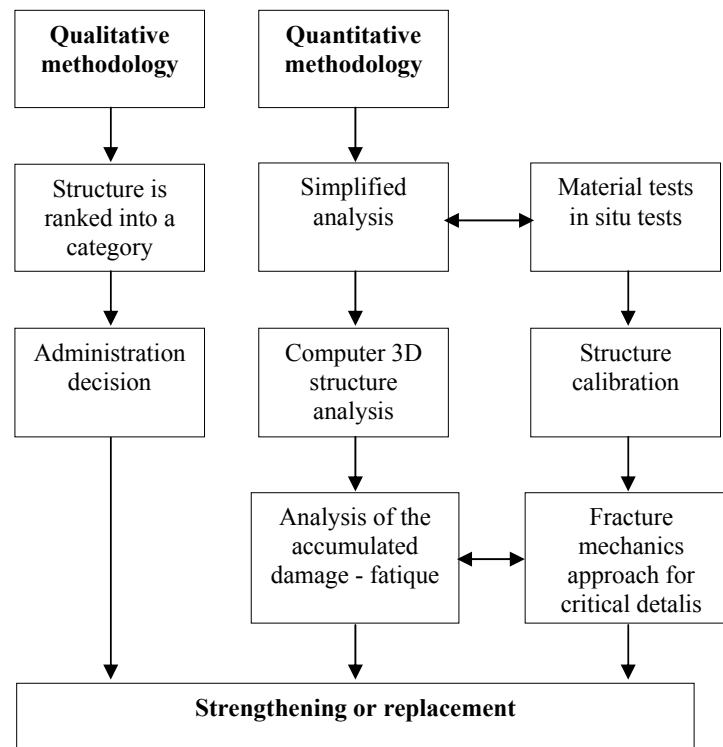 Qualitative
methodology
Quantitative
methodology
Structure is
ranked into a
category
Simplified
analysis
Material tests
in situ tests
Administration
decision
Computer 3D
structure
analysis
Structure
calibration
Analysis of the
accumulated
damage - fatique
Fracture
mechanics
approach for
critical detalis
Strengthening or replacement